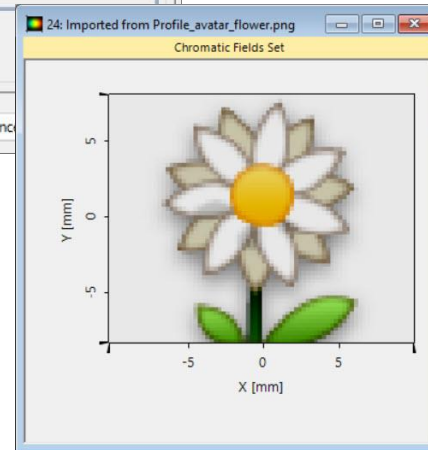 24: Imported from Profile_avatar_flower.png
Chromatic Fields Set
5
0
-5
Y [mm]
-5 0 5
X [mm]